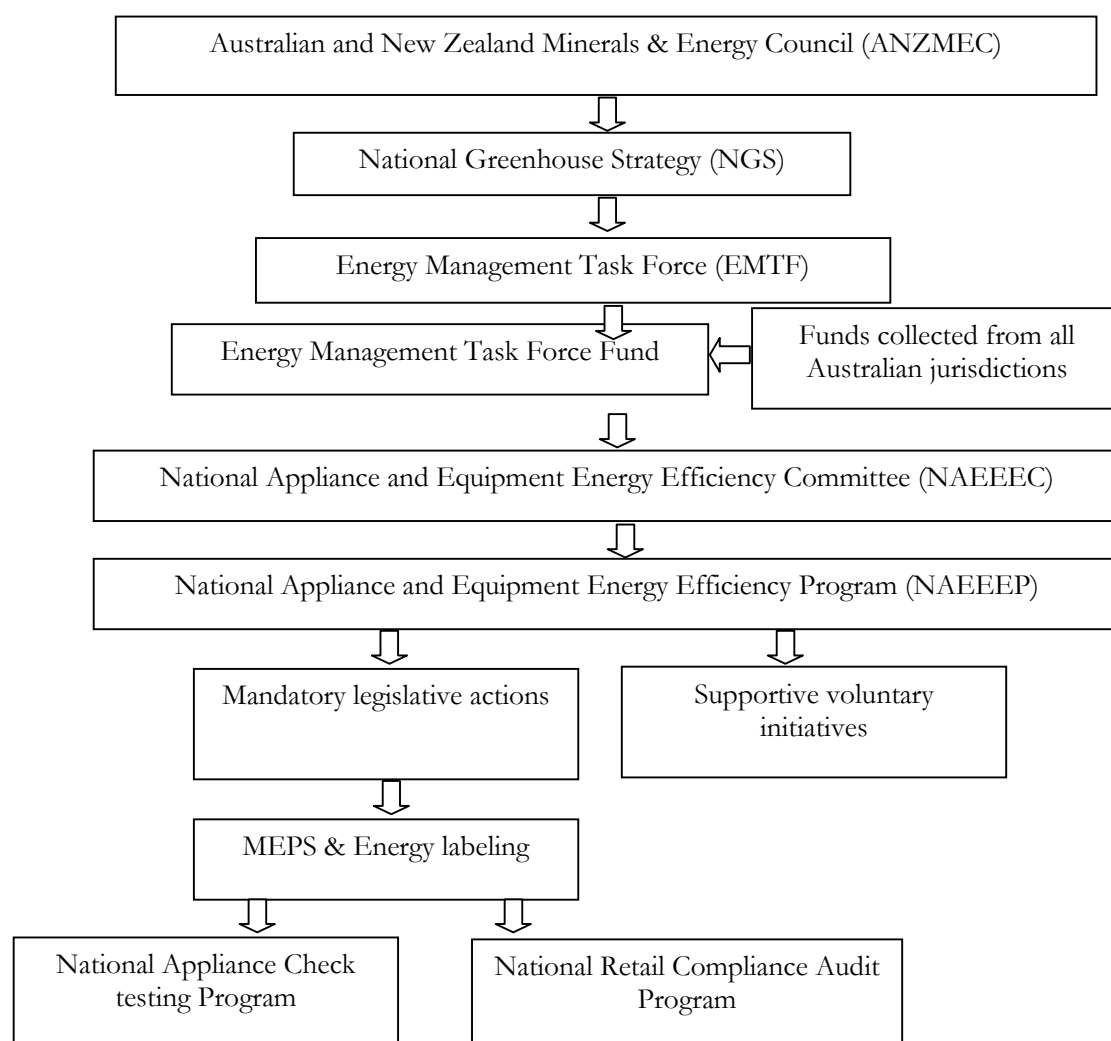 Australian and New Zealand Minerals & Energy Council (ANZMEC)
National Greenhouse Strategy (NGS)
Energy Management Task Force (EMTF)
Energy Management Task Force Fund
Funds collected from all
Australian jurisdictions
National Appliance and Equipment Energy Efficiency Committee (NAEEEC)
National Appliance and Equipment Energy Efficiency Program (NAEEEP)
Mandatory legislative actions
Supportive voluntary
initiatives
MEPS & Energy labeling
National Appliance Check
testing Program
National Retail Compliance Audit
Program